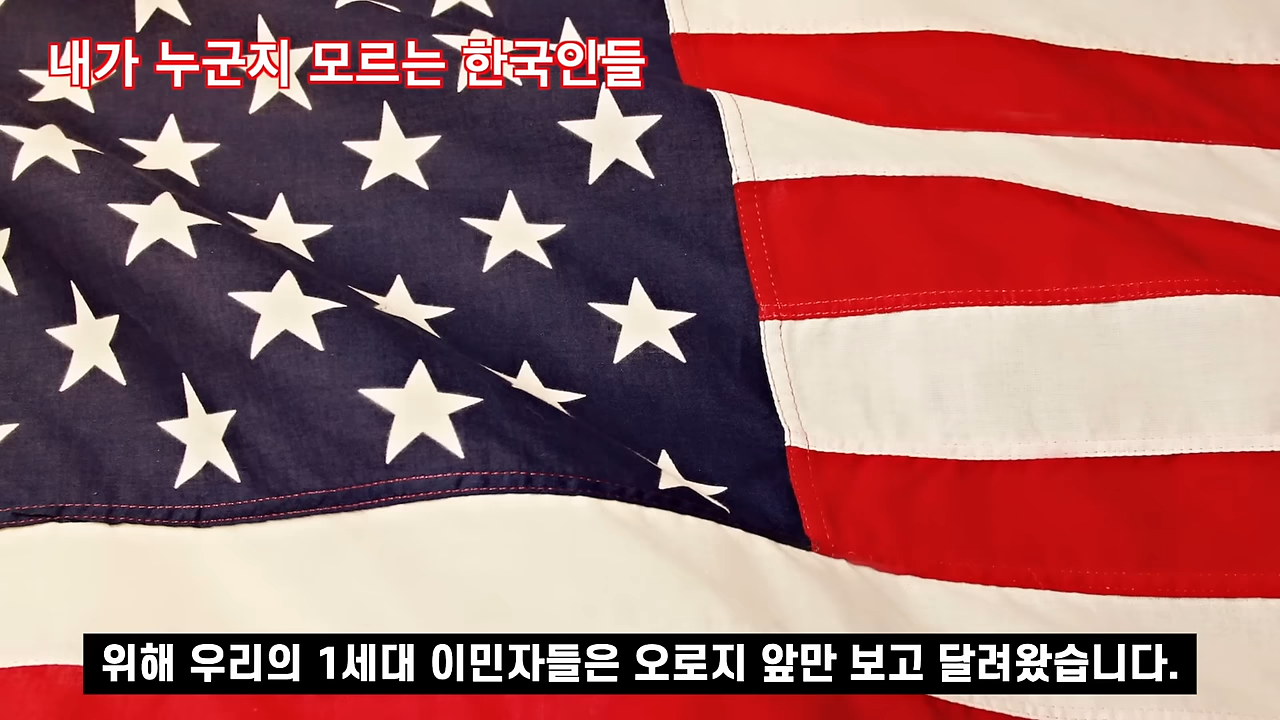 내가 누군지 모르는 한국인들
위해 우리의 1세대 이민자들은 오로지 앞만 보고 달려왔습니다.